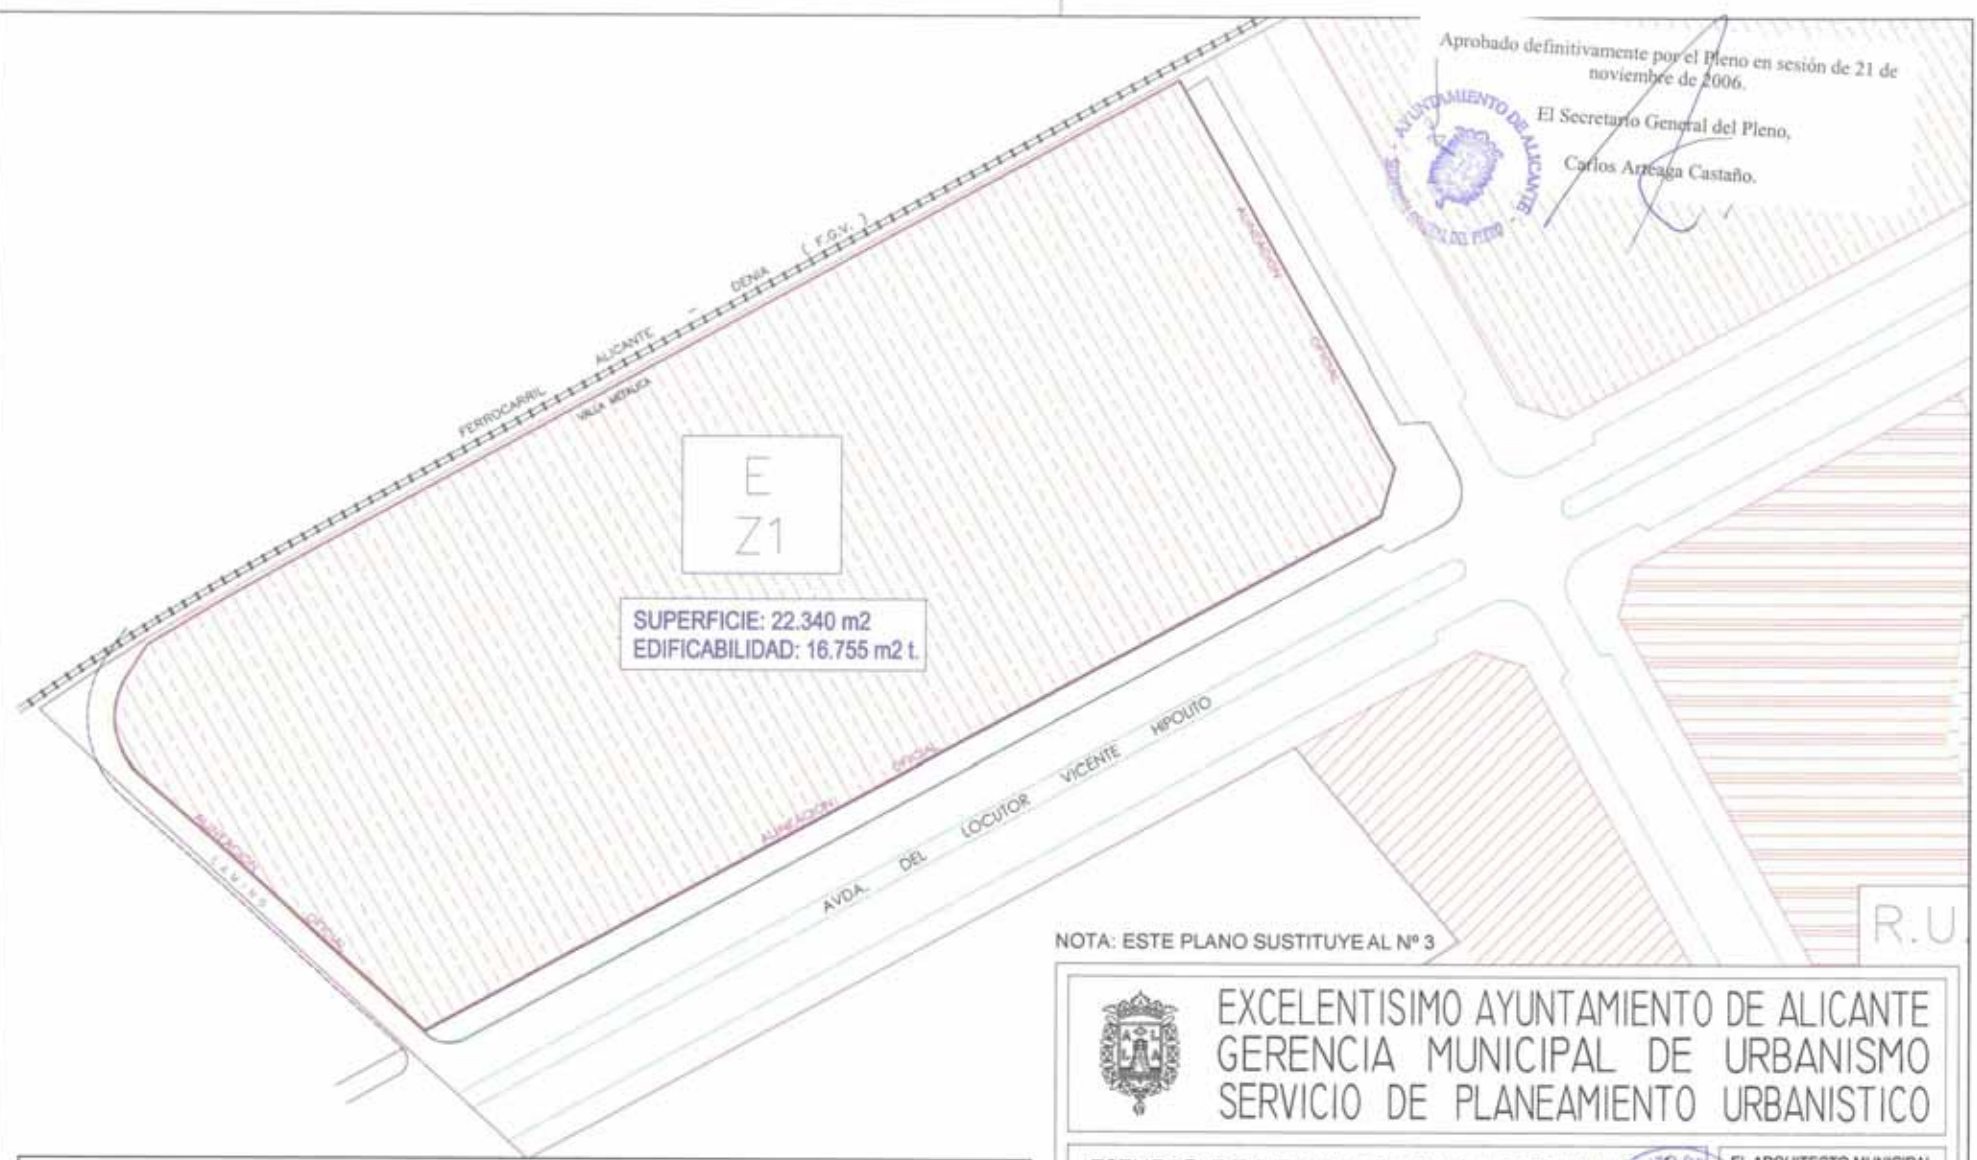 Aprobado definitivamente por el Pleno en sesión de 21 de
noviembre de 2006.
El Secretario General del Pleno,
Carlos Arteaga Castaño.
AYUNTAMIENTO DE ALICANTE
FERROCARRIL ALICANTE - DENIA ( F.G.V. )
VALLA METALICA
ALINEACION OFICIAL
E
Z1
SUPERFICIE: 22.340 m2
EDIFICABILIDAD: 16.755 m2 t.
ALINEACION OFICIAL
ALINEACION OFICIAL
AVDA. DEL LOCUTOR VICENTE HIPOLITO
R.U.
NOTA: ESTE PLANO SUSTITUYE AL Nº 3
EXCELENTISIMO AYUNTAMIENTO DE ALICANTE
GERENCIA MUNICIPAL DE URBANISMO
SERVICIO DE PLANEAMIENTO URBANISTICO
EL ARQUITECTO MUNICIPAL